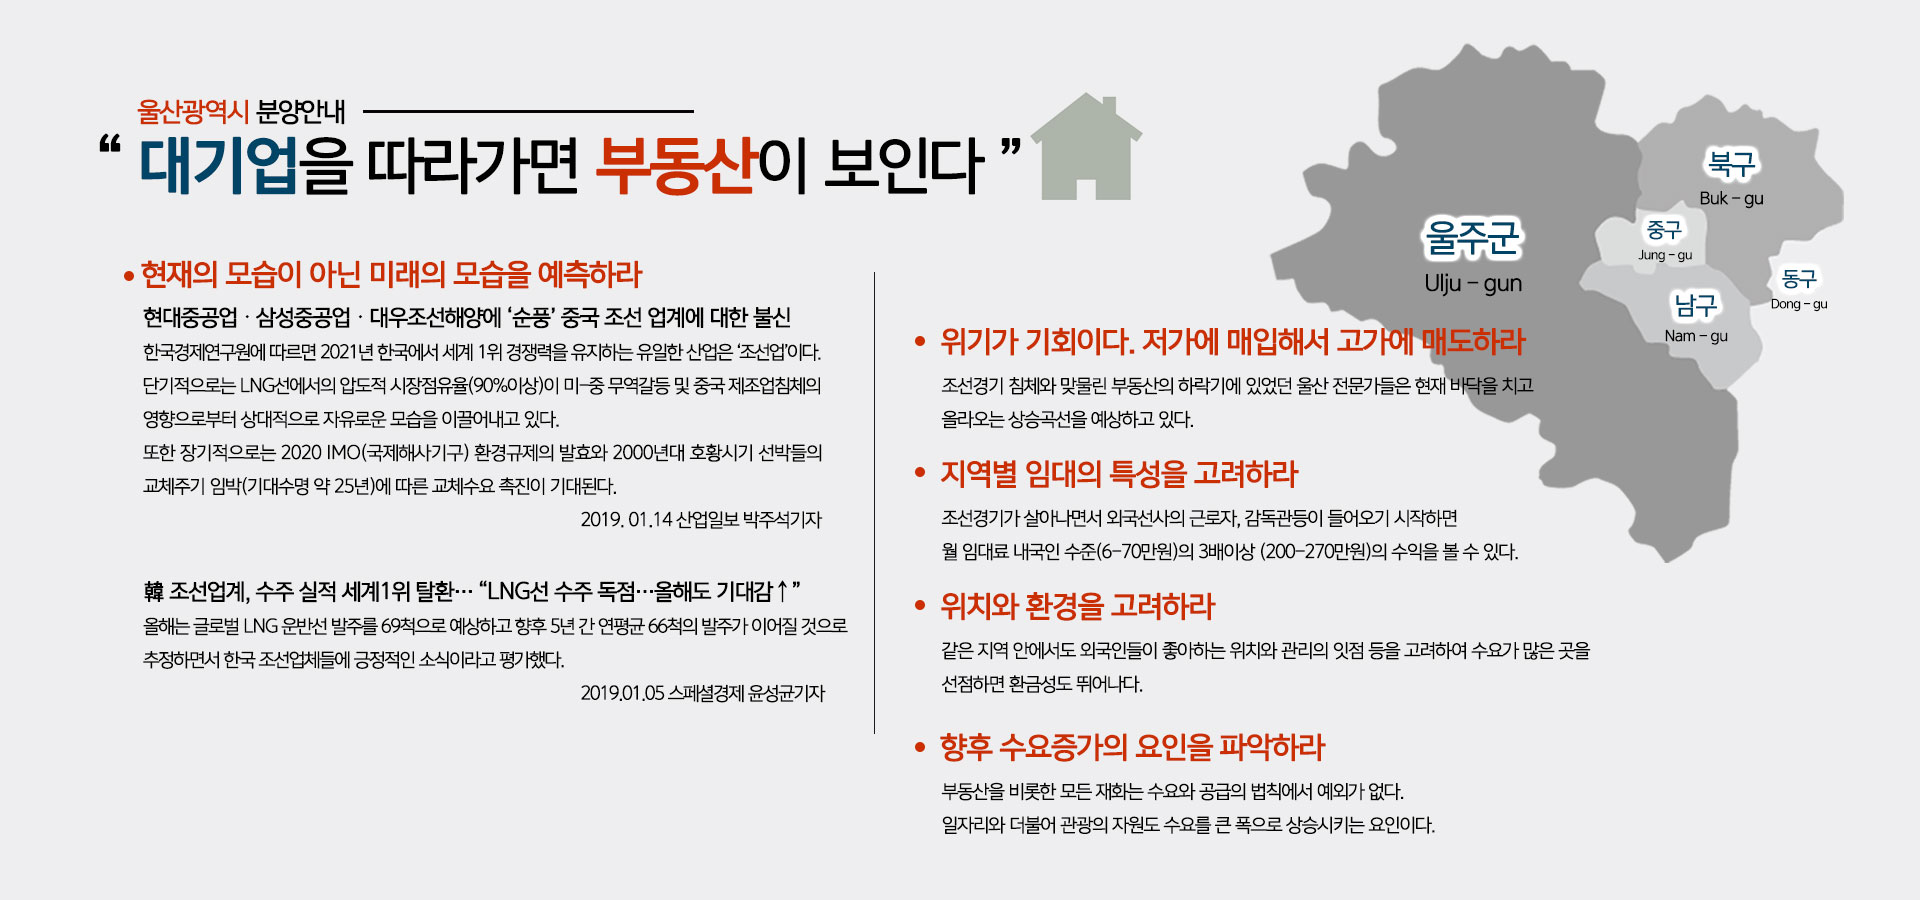 울산광역시 분양안내
“ 대기업을 따라가면 부동산이 보인다 ”
• 현재의 모습이 아닌 미래의 모습을 예측하라
현대중공업 · 삼성중공업 · 대우조선해양에 ‘순풍’ 중국 조선 업계에 대한 불신
한국경제연구원에 따르면 2021년 한국에서 세계 1위 경쟁력을 유지하는 유일한 산업은 ‘조선업’이다.
단기적으로는 LNG선에서의 압도적 시장점유율(90%이상)이 미-중 무역갈등 및 중국 제조업침체의
영향으로부터 상대적으로 자유로운 모습을 이끌어내고 있다.
또한 장기적으로는 2020 IMO(국제해사기구) 환경규제의 발효와 2000년대 호황시기 선박들의
교체주기 임박(기대수명 약 25년)에 따른 교체수요 촉진이 기대된다.
2019. 01.14 산업일보 박주석기자
韓 조선업계, 수주 실적 세계1위 탈환… “LNG선 수주 독점…올해도 기대감↑”
올해는 글로벌 LNG 운반선 발주를 69척으로 예상하고 향후 5년 간 연평균 66척의 발주가 이어질 것으로
추정하면서 한국 조선업체들에 긍정적인 소식이라고 평가했다.
2019.01.05 스페셜경제 윤성균기자
• 위기가 기회이다. 저가에 매입해서 고가에 매도하라
조선경기 침체와 맞물린 부동산의 하락기에 있었던 울산 전문가들은 현재 바닥을 치고
올라오는 상승곡선을 예상하고 있다.
• 지역별 임대의 특성을 고려하라
조선경기가 살아나면서 외국선사의 근로자, 감독관등이 들어오기 시작하면
월 임대료 내국인 수준(6-70만원)의 3배이상 (200-270만원)의 수익을 볼 수 있다.
• 위치와 환경을 고려하라
같은 지역 안에서도 외국인들이 좋아하는 위치와 관리의 잇점 등을 고려하여 수요가 많은 곳을
선점하면 환금성도 뛰어나다.
• 향후 수요증가의 요인을 파악하라
부동산을 비롯한 모든 재화는 수요와 공급의 법칙에서 예외가 없다.
일자리와 더불어 관광의 자원도 수요를 큰 폭으로 상승시키는 요인이다.
울주군
Ulju - gun
북구
Buk - gu
중구
Jung - gu
동구
Dong - gu
남구
Nam - gu